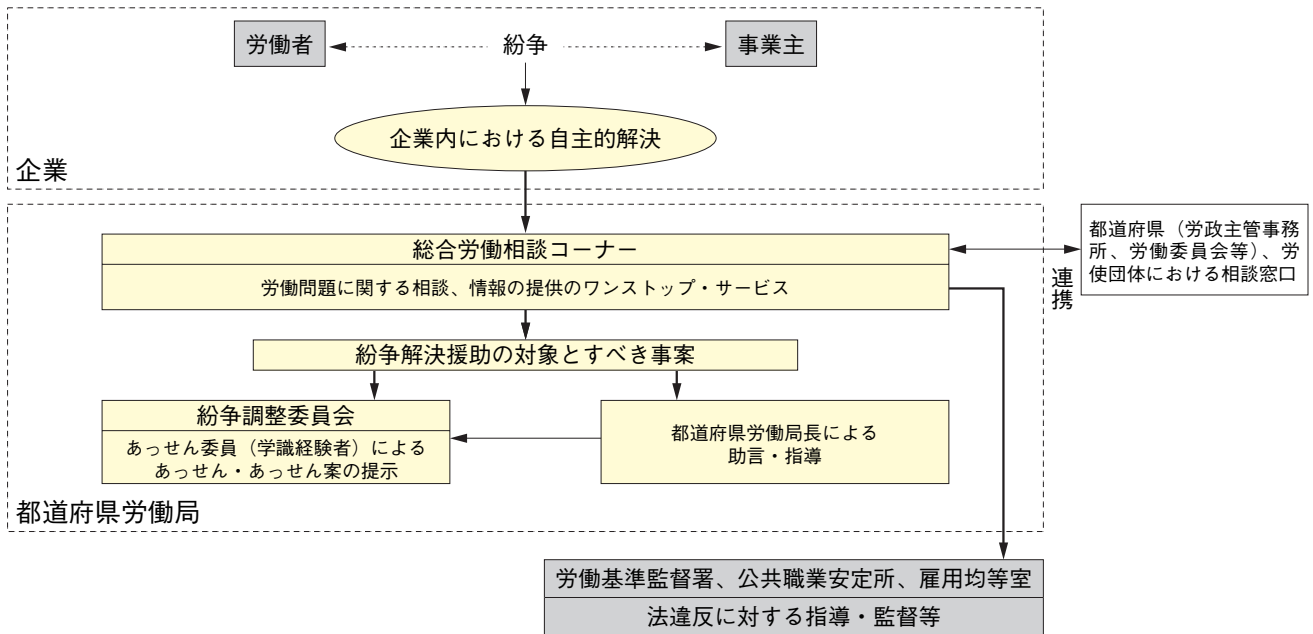 労働者
紛争
事業主
企業内における自主的解決
企業
総合労働相談コーナー
労働問題に関する相談、情報の提供のワンストップ・サービス
連携
都道府県（労政主管事務
所、労働委員会等）、労
使団体における相談窓口
紛争解決援助の対象とすべき事案
紛争調整委員会
あっせん委員（学識経験者）による
あっせん・あっせん案の提示
都道府県労働局長による
助言・指導
都道府県労働局
労働基準監督署、公共職業安定所、雇用均等室
法違反に対する指導・監督等